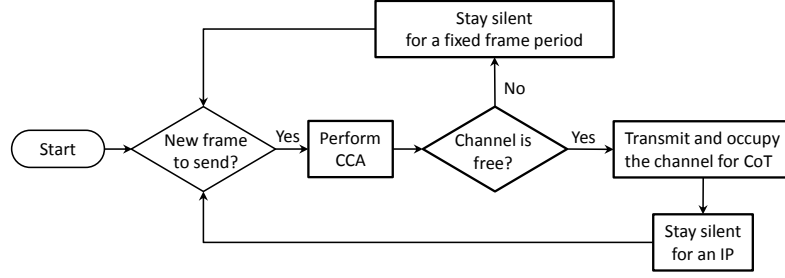 Stay silent
for a fixed frame period
No
Start
New frame
to send?
Yes
Perform
CCA
Channel is
free?
Yes
Transmit and occupy
the channel for CoT
Stay silent
for an IP